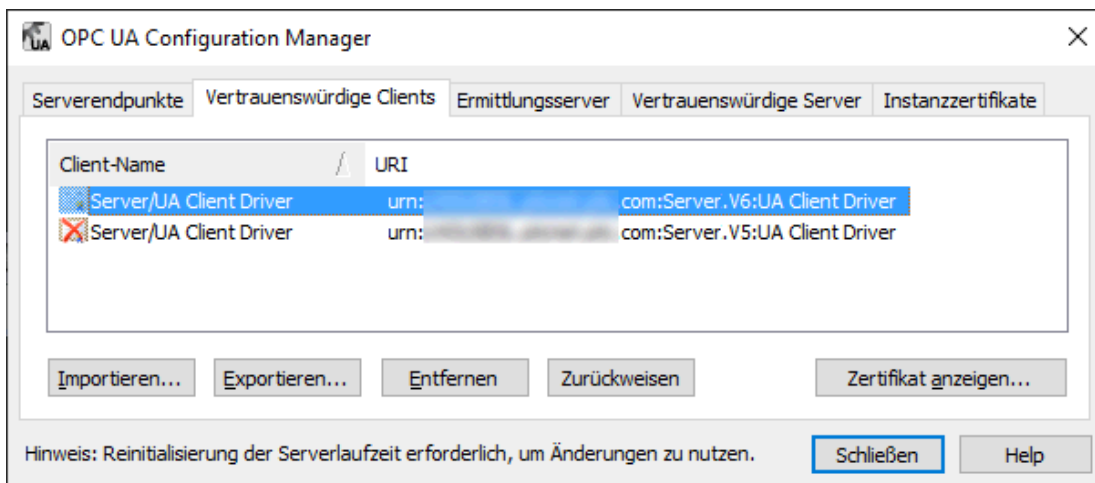 UA OPC UA Configuration Manager
Serverendpunkte Vertrauenswürdige Clients Ermittlungsserver Vertrauenswürdige Server Instanzzertifikate
Client-Name URI
Server/UA Client Driver urn: .com:Server.V6:UA Client Driver
Server/UA Client Driver urn: .com:Server.V5:UA Client Driver
Importieren... Exportieren... Entfernen Zurückweisen Zertifikat anzeigen...
Hinweis: Reinitialisierung der Serverlaufzeit erforderlich, um Änderungen zu nutzen. Schließen Help